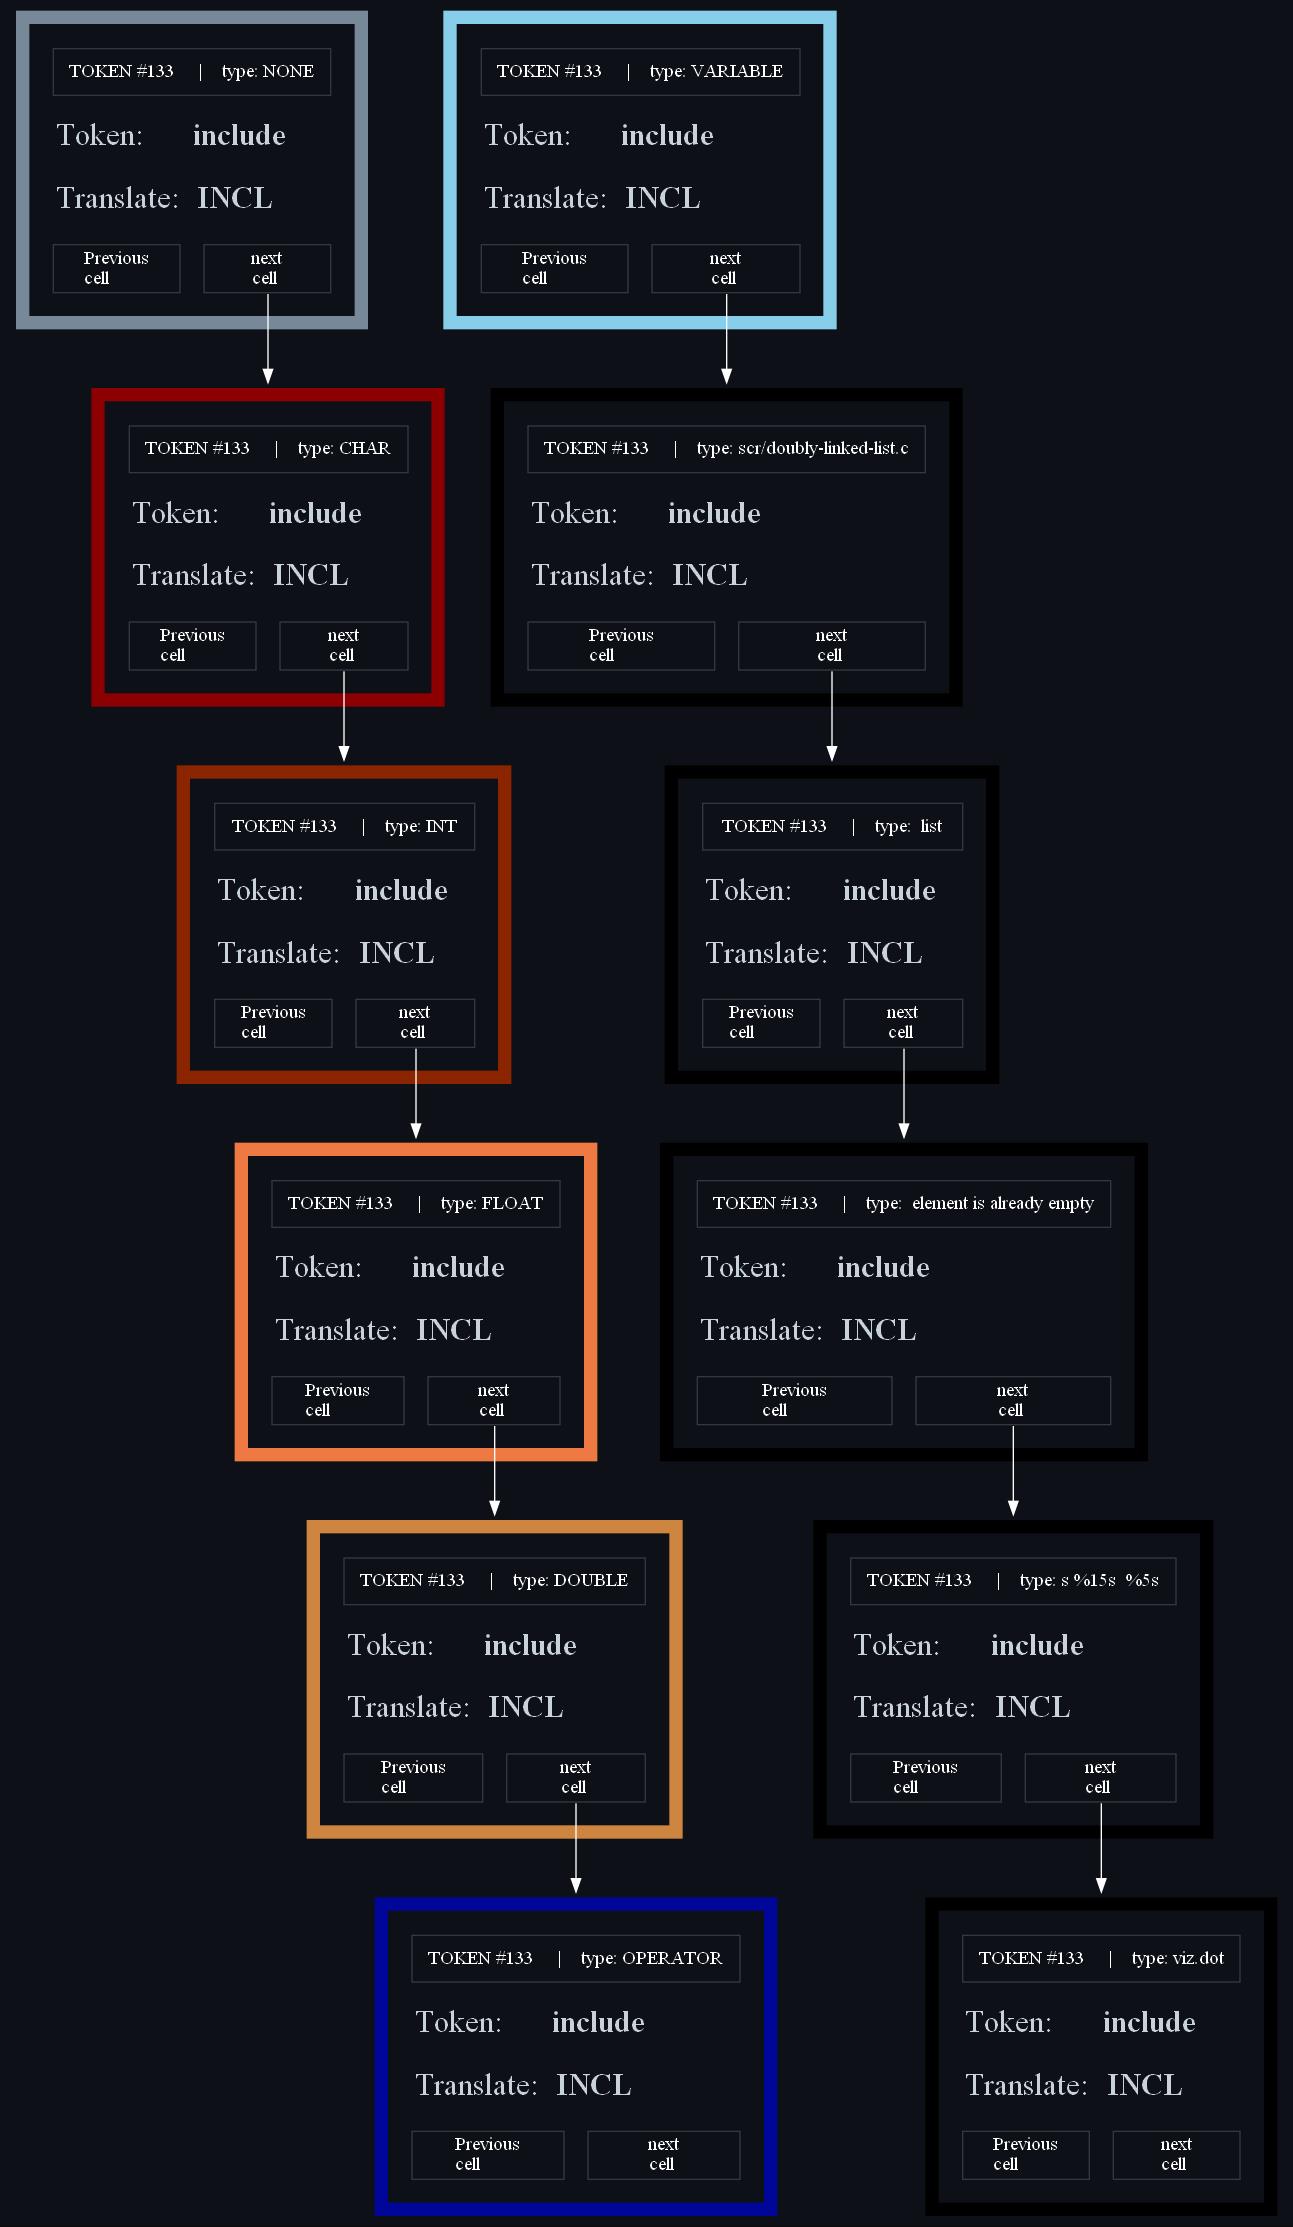 TOKEN #133 | type: NONE
Token: include
Translate: INCL
Previous
cell
next
cell
TOKEN #133 | type: VARIABLE
Token: include
Translate: INCL
Previous
cell
next
cell
TOKEN #133 | type: CHAR
Token: include
Translate: INCL
Previous
cell
next
cell
TOKEN #133 | type: scr/doubly-linked-list.c
Token: include
Translate: INCL
Previous
cell
next
cell
TOKEN #133 | type: INT
Token: include
Translate: INCL
Previous
cell
next
cell
TOKEN #133 | type: list
Token: include
Translate: INCL
Previous
cell
next
cell
TOKEN #133 | type: FLOAT
Token: include
Translate: INCL
Previous
cell
next
cell
TOKEN #133 | type: element is already empty
Token: include
Translate: INCL
Previous
cell
next
cell
TOKEN #133 | type: DOUBLE
Token: include
Translate: INCL
Previous
cell
next
cell
TOKEN #133 | type: s %15s %5s
Token: include
Translate: INCL
Previous
cell
next
cell
TOKEN #133 | type: OPERATOR
Token: include
Translate: INCL
Previous
cell
next
cell
TOKEN #133 | type: viz.dot
Token: include
Translate: INCL
Previous
cell
next
cell